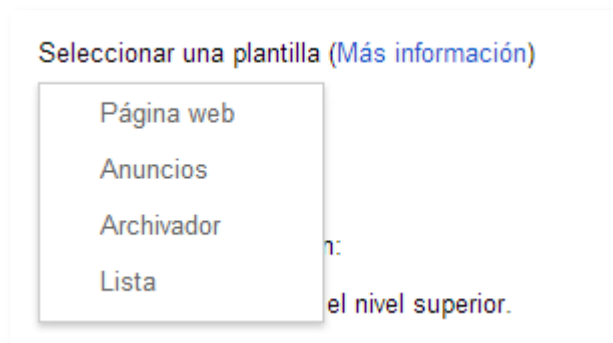 Seleccionar una plantilla (Más información)
Página web
Anuncios
Archivador
n:
Lista
el nivel superior.